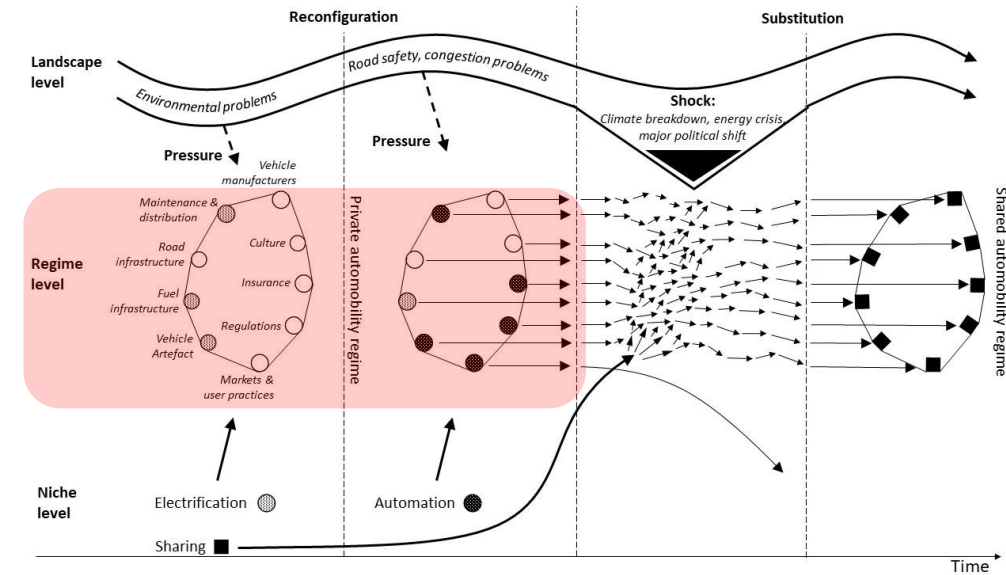 Reconfiguration
Substitution
Landscape
level
Environmental problems
Road safety, congestion problems
Shock:
Climate breakdown, energy crisis,
major political shift
Pressure
Pressure
Vehicle
manufacturers
Maintenance &
distribution
Culture
Road
infrastructure
Insurance
Fuel
infrastructure
Regulations
Vehicle
Artefact
Markets &
user practices
Regime
level
Private automobility regime
Shared automobility regime
Niche
level
Electrification
Automation
Sharing
Time